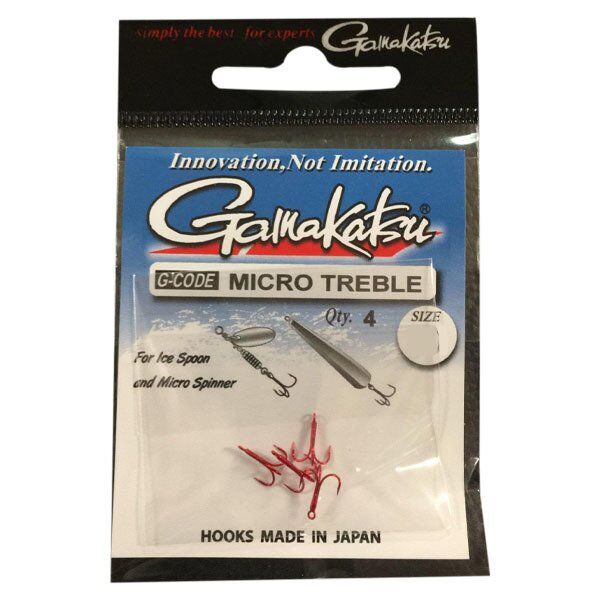 simply the best for experts Gamakatsu
Innovation,Not Imitation.
Gamakatsu®
G-CODE MICRO TREBLE
Qty. 4 SIZE
For Ice Spoon
and Micro Spinner
HOOKS MADE IN JAPAN